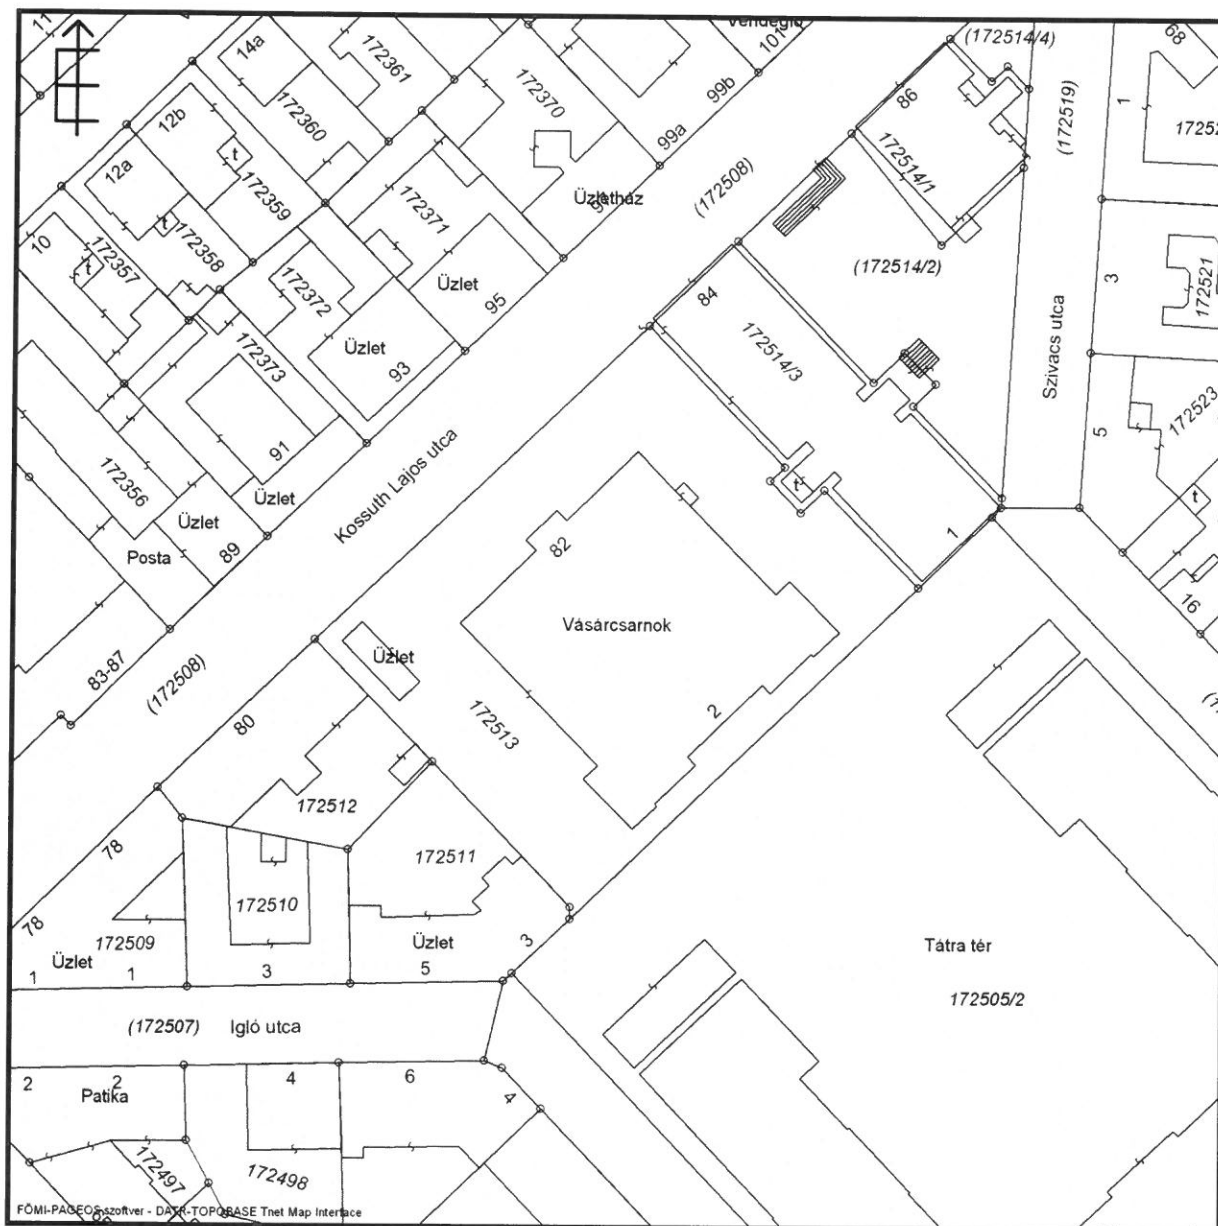 11
14a
172361
172370
Vendéglő
101
(172514/4)
68
99b
86
1
(172519)
12b
172360
12a
t
99a
172514/1
172359
t
172371
Üzletház
(172508)
10
172357
172358
t
172372
Üzlet
95
84
(172514/2)
3
172521
Üzlet
93
172373
172514/3
Szivacs utca
172523
5
91
172356
Üzlet
Üzlet
Kossuth Lajos utca
t
t
89
Posta
82
1
16
Vásárcsarnok
83-87
(172508)
Üzlet
80
172513
2
172512
78
172511
172510
78
172509
Üzlet
Üzlet
3
1
1
3
5
Tátra tér
172505/2
(172507)
Igló utca
2
2
4
6
4
Patika
172497
172498
FÖMI-PAGEOS szoftver - DATR-TOPOBASE Tnet Map Interface